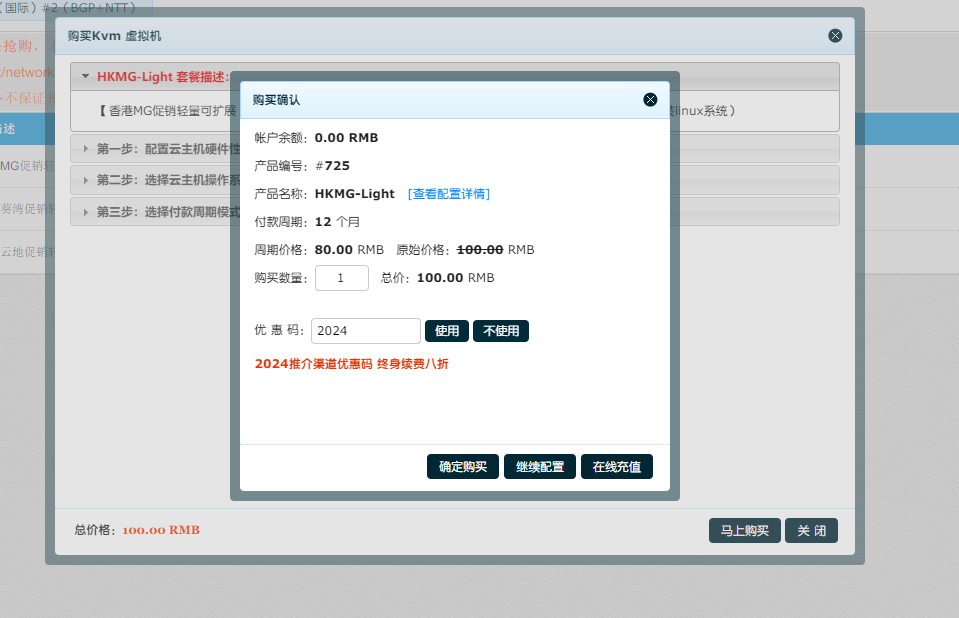 （国际）#2（BGP+NTT）
购买Kvm 虚拟机
抢购，
/network
不保证
HKMG-Light 套餐描述:
购买确认
【 香港MG促销轻量可扩展
linux系统 ）
述
帐户余额: 0.00 RMB
第一步: 配置云主机硬件性
产品编号: #725
MG促销轻
第二步: 选择云主机操作系
产品名称: HKMG-Light [查看配置详情]
葵湾促销
第三步: 选择付款周期模式
付款周期: 12 个月
周期价格: 80.00 RMB 原始价格: 100.00 RMB
云地促销
购买数量: 1 总价: 100.00 RMB
优 惠 码: 2024 使用 不使用
2024推介渠道优惠码 终身续费八折
确定购买 继续配置 在线充值
总价格: 100.00 RMB 马上购买 关 闭